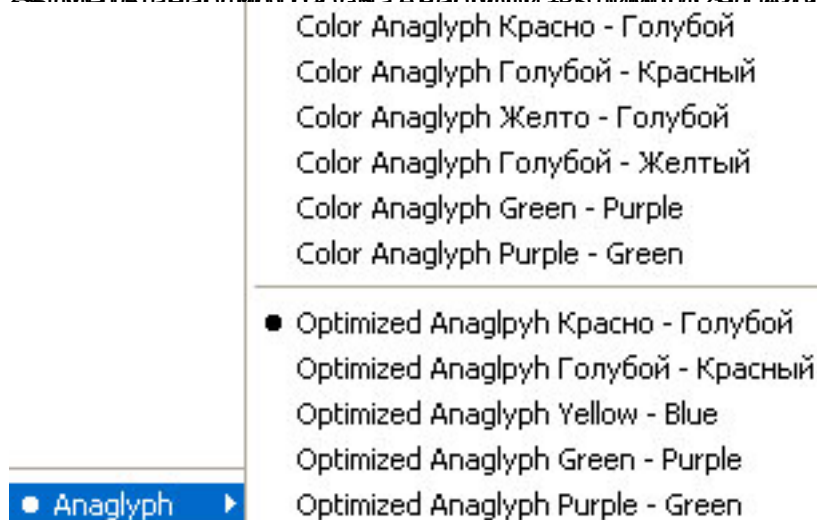 Color Anaglyph Красно - Голубой
Color Anaglyph Голубой - Красный
Color Anaglyph Желто - Голубой
Color Anaglyph Голубой - Желтый
Color Anaglyph Green - Purple
Color Anaglyph Purple - Green
Optimized Anaglpyh Красно - Голубой
Optimized Anaglpyh Голубой - Красный
Optimized Anaglyph Yellow - Blue
Optimized Anaglyph Green - Purple
Anaglyph
Optimized Anaglyph Purple - Green